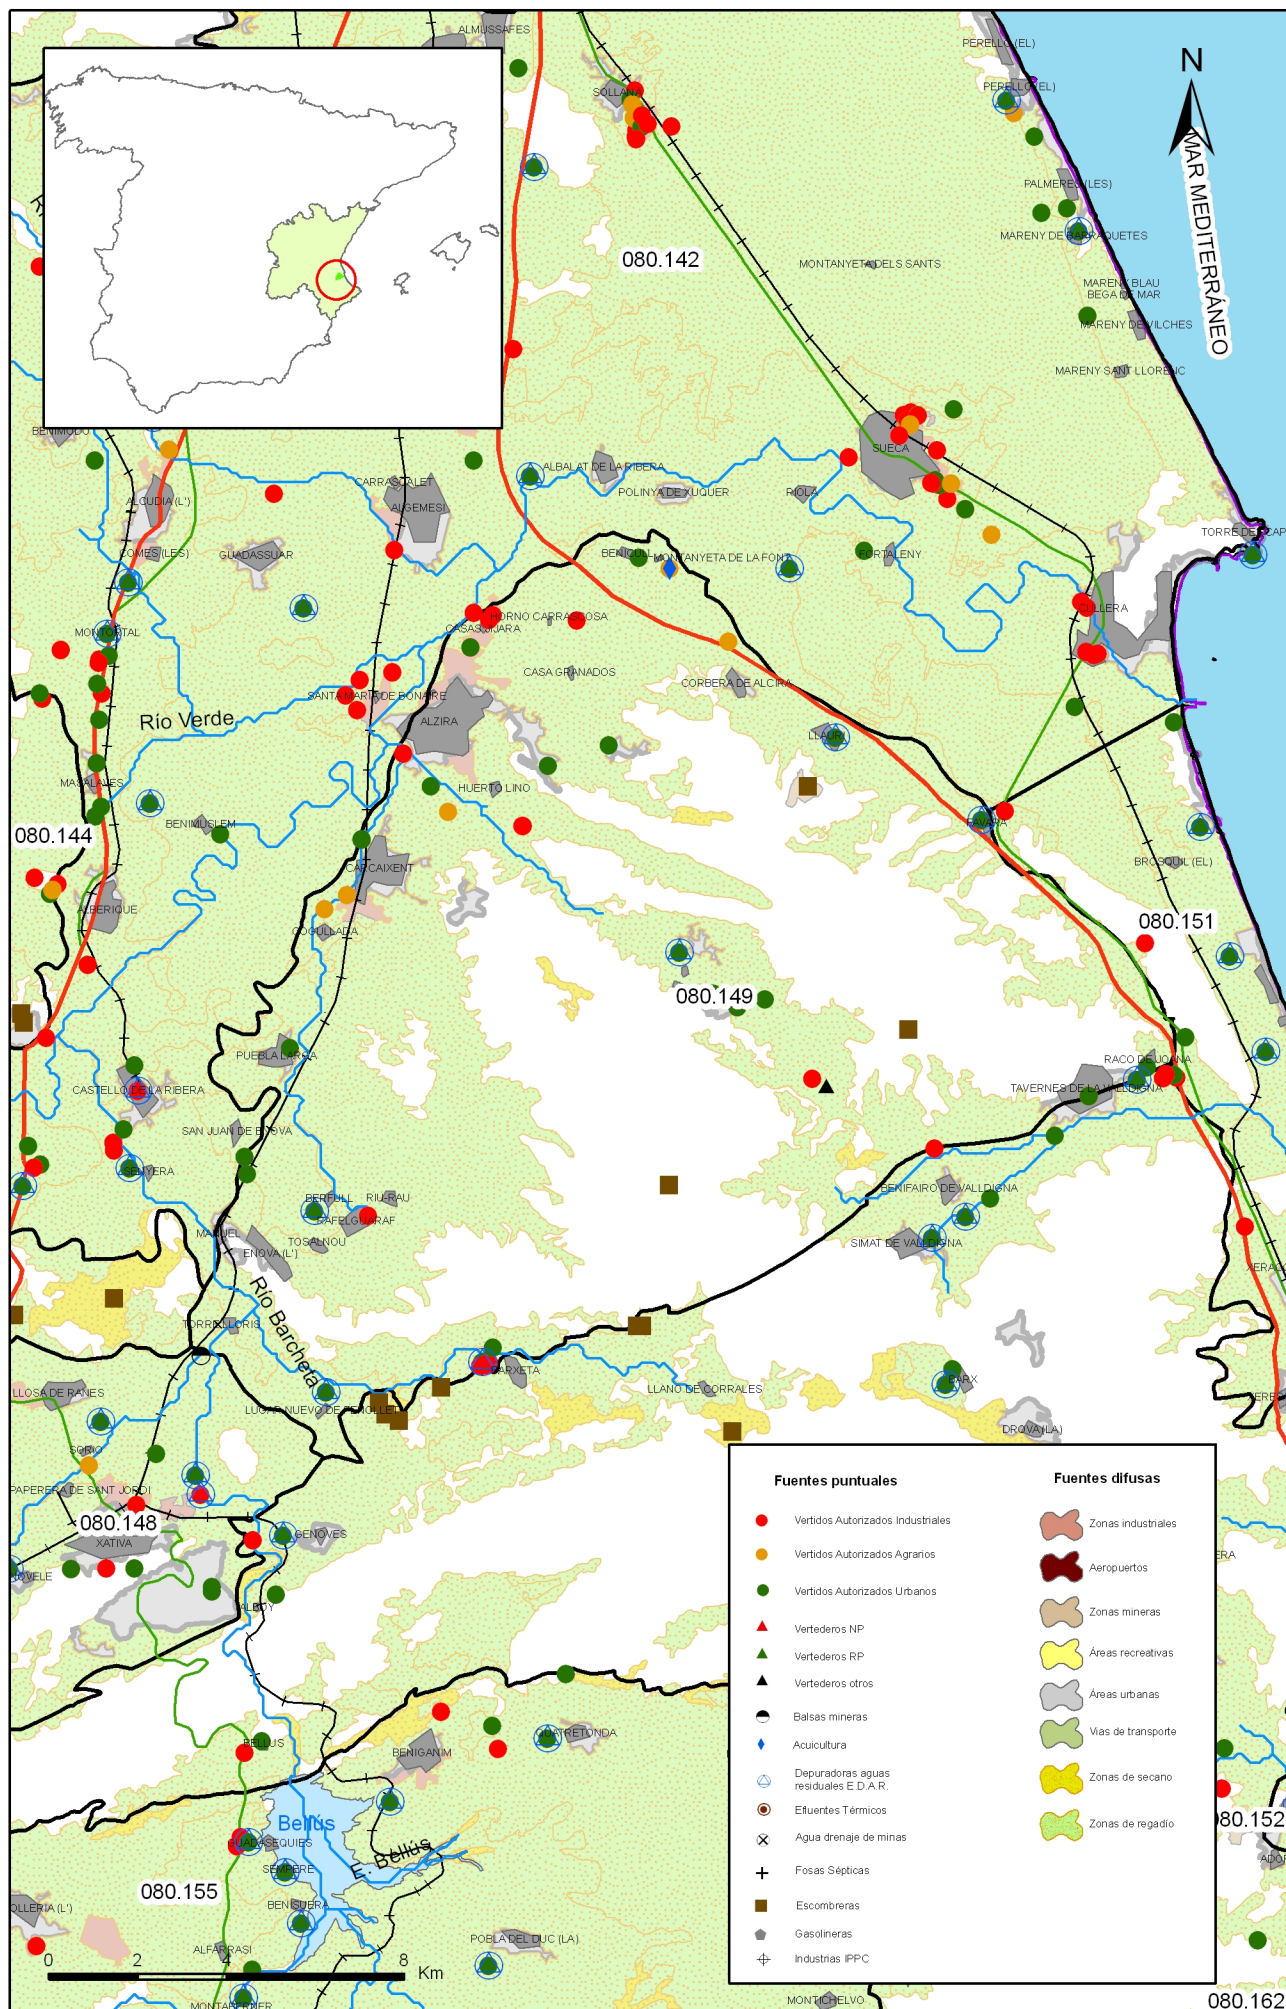 ALMUSSAFES
PERELLO (EL)
SOLLANA
PERELLO (EL)
N
MAR MEDITERRÁNEO
PALMERES (LES)
MARENY DE BARRAQUETES
080.142
MONTANYETA DELS SANTS
MARENY BLAU
BEGA DE MAR
MARENY DE VILCHES
MARENY SANT LLORENC
BENIMODO
SUECA
ALBALAT DE LA RIBERA
CARRASCALET
POLINYA DE XUQUER
RIOLA
ALCUDIA (L')
ALGEMESI
COMES (LES)
GUADASSUAR
BENICULL
MONTANYETA DE LA FONT
FORTALENY
CULLERA
HORNO CARRASCOSA
MONTORTAL
CASA GRANADOS
CORBERA DE ALCIRA
SANTA MARIA DE BONAIRE
Río Verde
ALZIRA
LLAURI
MASALAVES
HUERTO LINO
BENIMUSLEM
FAVARA
080.144
CARCAIXENT
BROSQUIL (EL)
ALBERIQUE
080.151
COGULLADA
080.149
PUEBLA LARGA
RACO DE JOANA
CASTELLO DE LA RIBERA
TAVERNES DE LA VALLDIGNA
SAN JUAN DE ENOVA
SENYERA
BERFULL
RIU-RAU
BENIFAIRO DE VALLDIGNA
RAFELGUARAF
MANUEL
TOSALNOU
SIMAT DE VALLDIGNA
ENOVA (L')
XERACO
Río Barcheta
TORRELLORIS
BARXETA
LLOSA DE RANES
LLANO DE CORRALES
BARX
LUGAR NUEVO DE FENOLLET
DROVA (LA)
SORIO
PAPERERA DE SANT JORDI
080.148
XATIVA
GENOVES
NOVELE
ALBOY
BELLUS
BENIGANIM
QUATRETONDA
Bellús
GUADASEQUIES
E. Bellús
SEMPERE
080.155
BENISUERA
OLLERIA (L')
ALFARRASI
POBLA DEL DUC (LA)
0 2 4 8 Km
MONTABERNER
MONTICHELVO
080.152
080.162
Fuentes puntuales
Vertidos Autorizados Industriales
Vertidos Autorizados Agrarios
Vertidos Autorizados Urbanos
Vertederos NP
Vertederos RP
Vertederos otros
Balsas mineras
Acuicultura
Depuradoras aguas
residuales E.D.A.R.
Efluentes Térmicos
Agua drenaje de minas
Fosas Sépticas
Escombreras
Gasolineras
Industrias IPPC
Fuentes difusas
Zonas industriales
Aeropuertos
Zonas mineras
Áreas recreativas
Áreas urbanas
Vias de transporte
Zonas de secano
Zonas de regadío